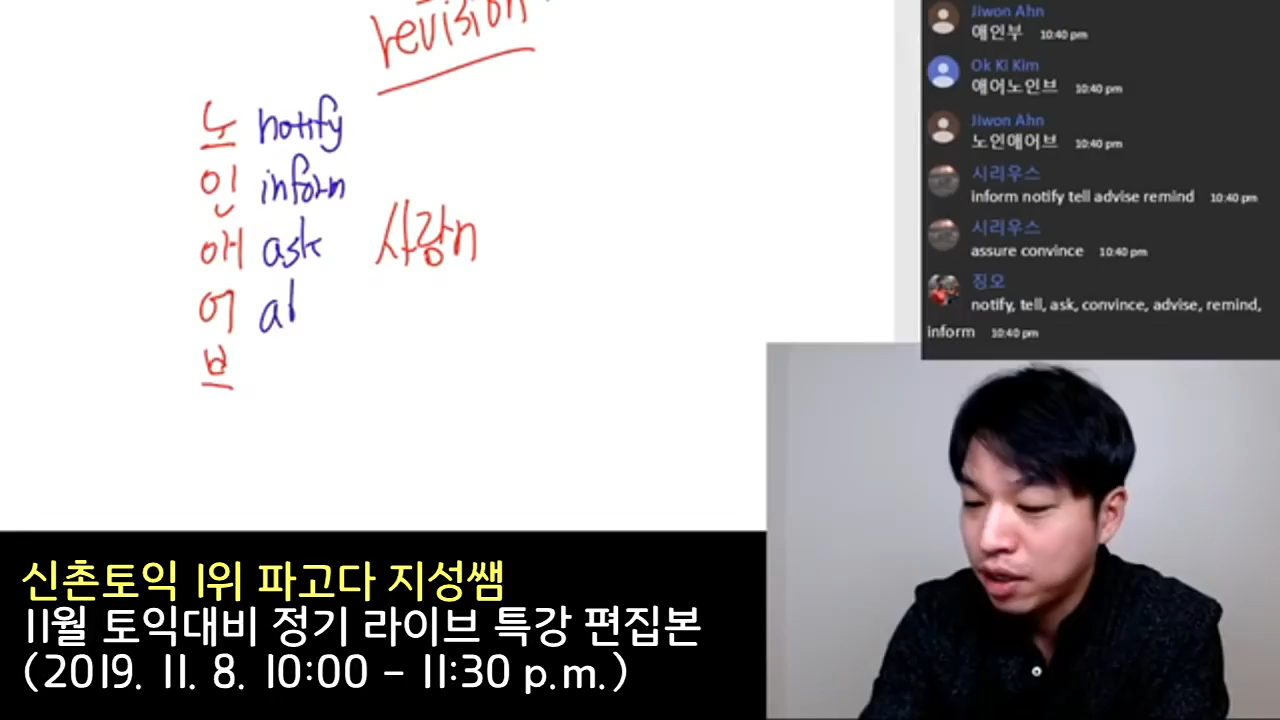 revision
노 notify
인 inform
애 ask 사람n
어 al
브
Jiwon Ahn
애인부 10:40 pm
Ok Ki Kim
애어노인브 10:40 pm
Jiwon Ahn
노인애어브 10:40 pm
시리우스
inform notify tell advise remind 10:40 pm
시리우스
assure convince 10:40 pm
징오
notify, tell, ask, convince, advise, remind,
inform 10:40 pm
신촌토익 1위 파고다 지성쌤
11월 토익대비 정기 라이브 특강 편집본
(2019. 11. 8. 10:00 - 11:30 p.m.)